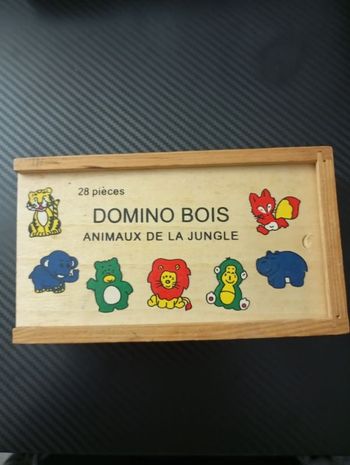 28 pièces
DOMINO BOIS
ANIMAUX DE LA JUNGLE